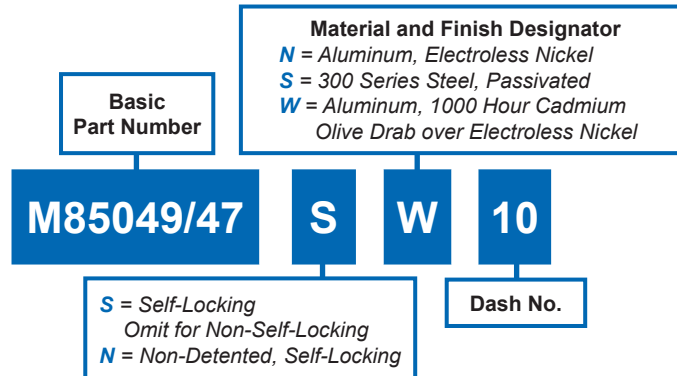 Material and Finish Designator
N = Aluminum, Electroless Nickel
S = 300 Series Steel, Passivated
W = Aluminum, 1000 Hour Cadmium
Olive Drab over Electroless Nickel
Basic
Part Number
M85049/47 S W 10
S = Self-Locking
Omit for Non-Self-Locking
N = Non-Detented, Self-Locking
Dash No.